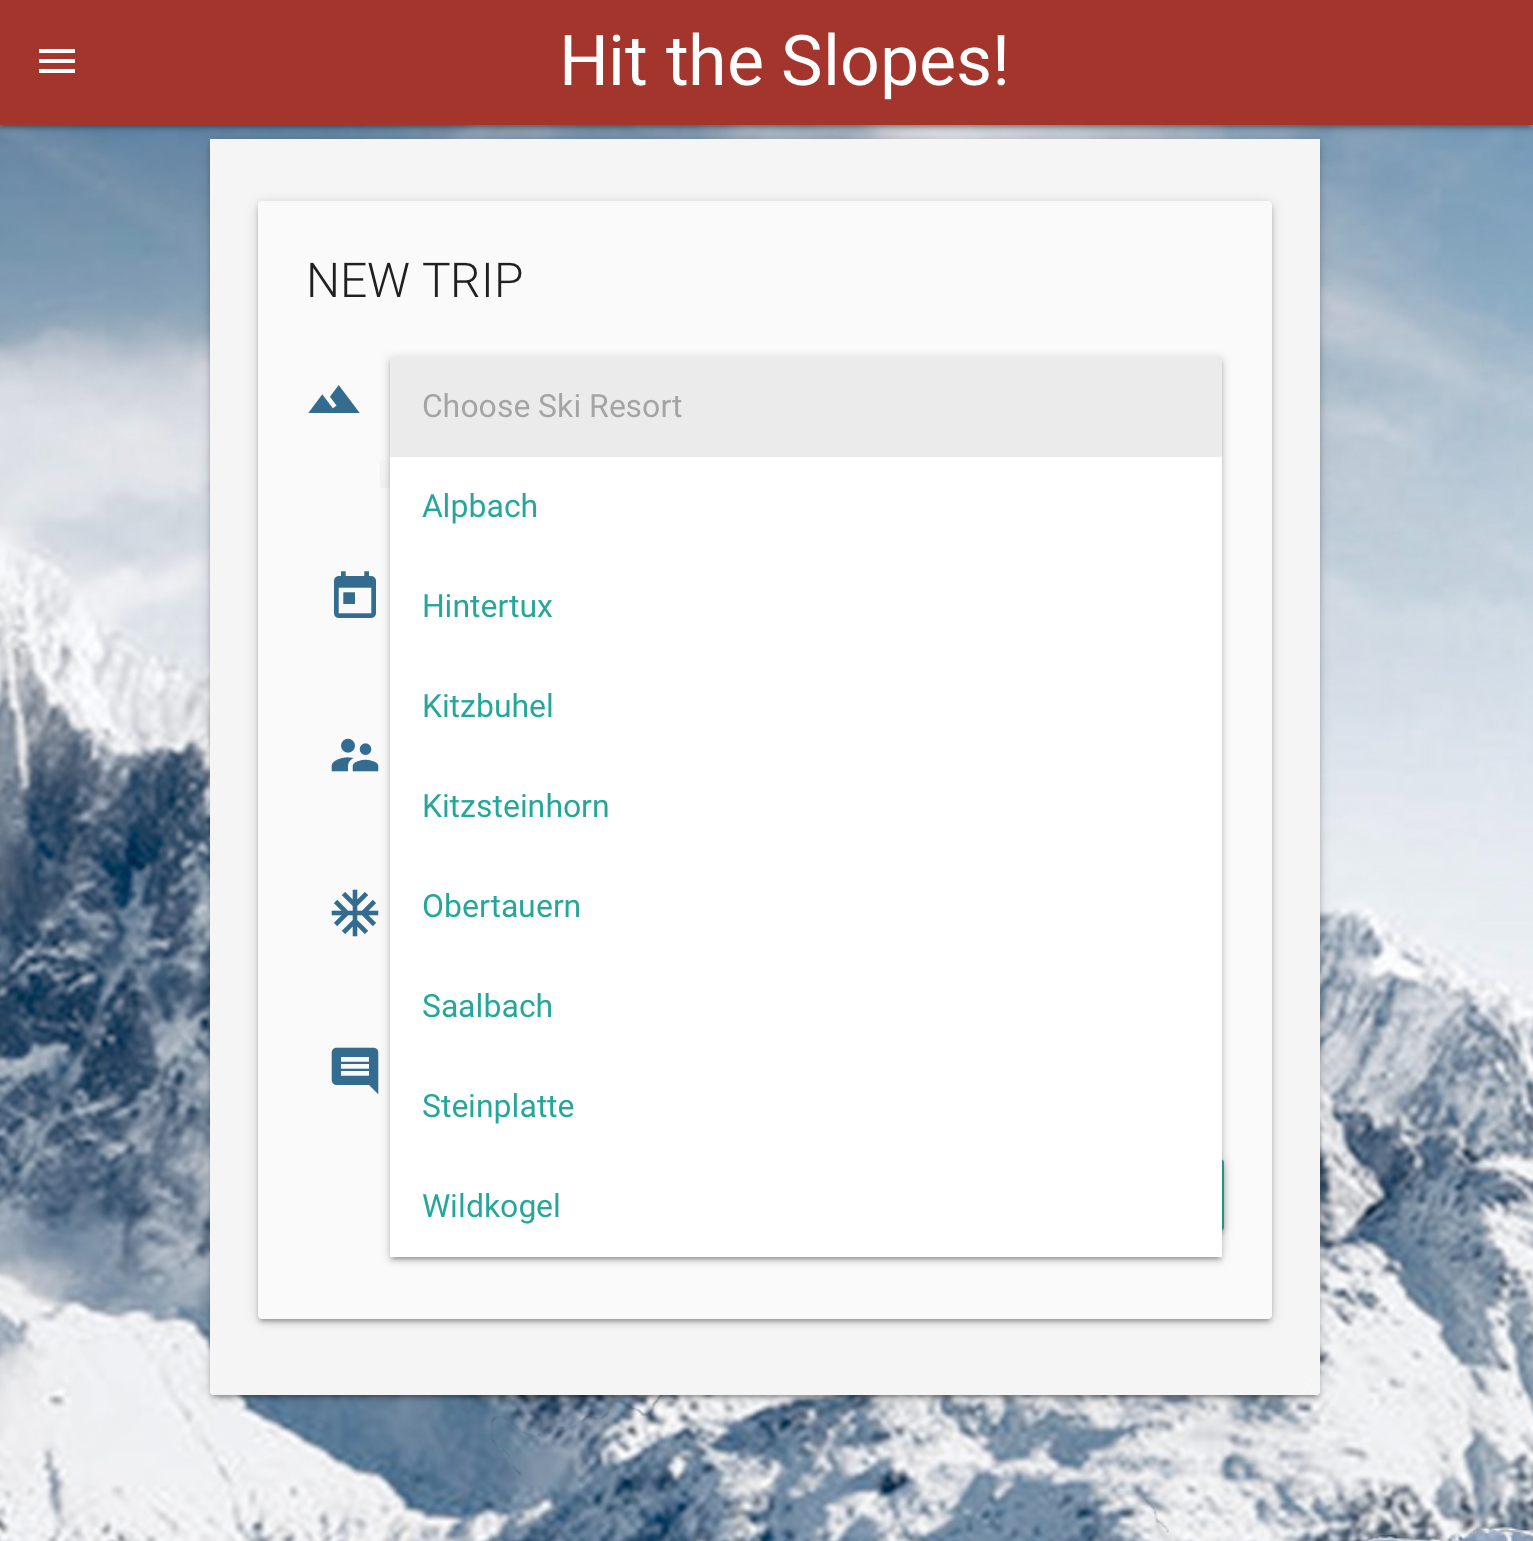 Hit the Slopes!
NEW TRIP
Choose Ski Resort
Alpbach
Hintertux
Kitzbuhel
Kitzsteinhorn
Obertauern
Saalbach
Steinplatte
Wildkogel